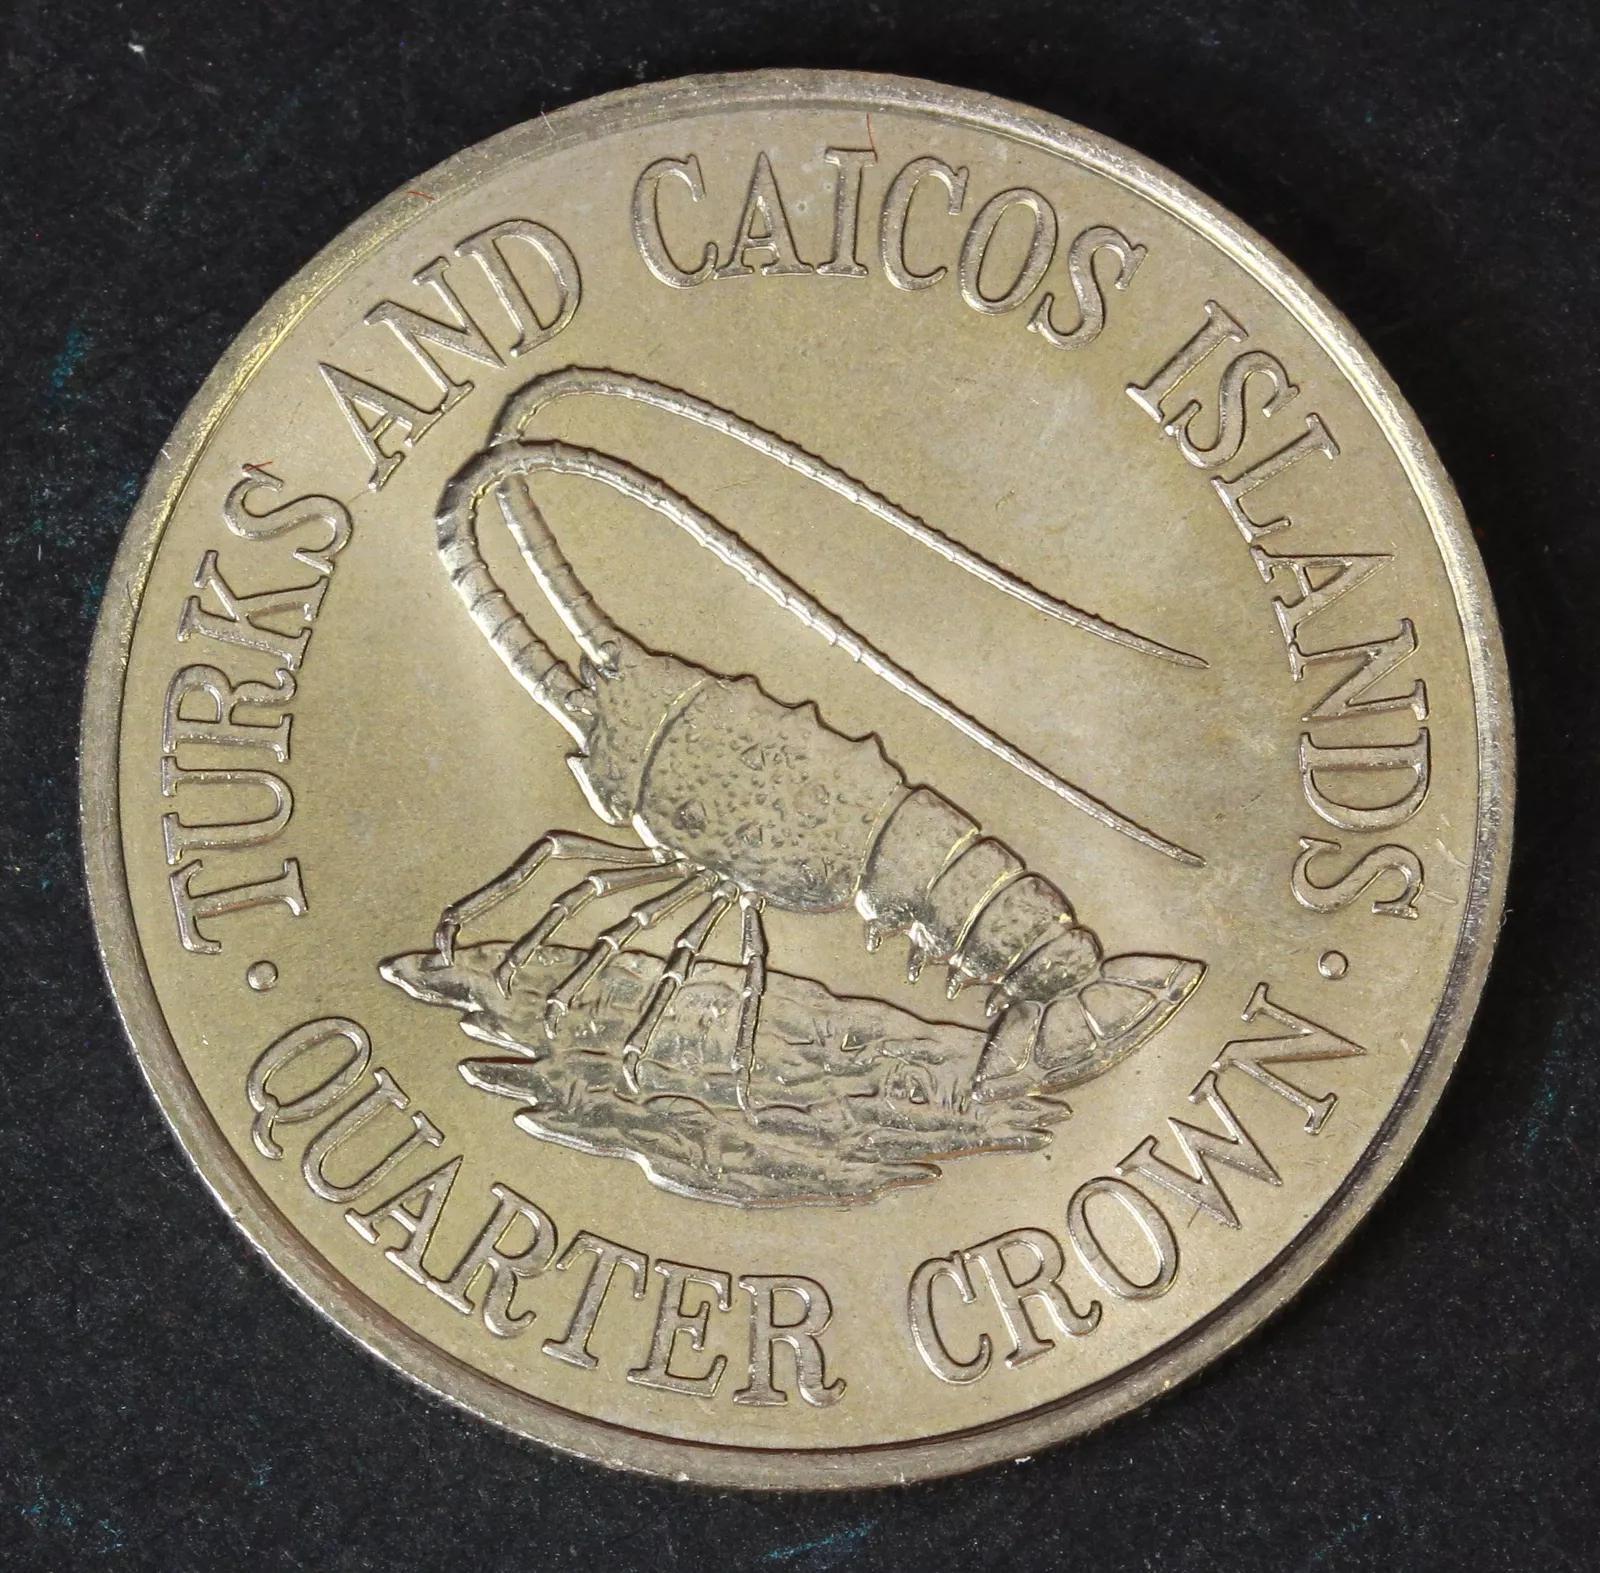 · TURKS AND CAICOS ISLANDS ·
QUARTER CROWN